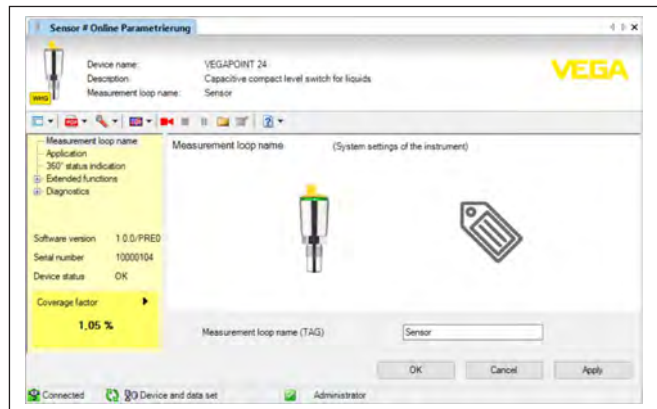 Sensor # Online Parametrierung
Device name: VEGAPOINT 24
Description: Capacitive compact level switch for liquids
Measurement loop name: Sensor
VEGA
WHG
PDF
Measurement loop name
Application
360° status indication
Extended functions
Diagnostics
Measurement loop name (System settings of the instrument)
Software version 1.0.0/PRE0
Serial number 10000104
Device status OK
Coverage factor
1,05 %
Measurement loop name (TAG) Sensor
OK Cancel Apply
Connected Device and data set Administrator